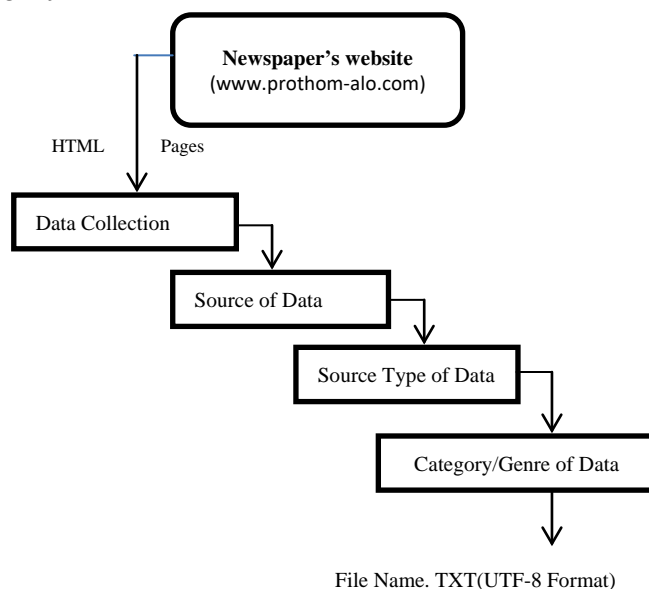 Newspaper's website
(www.prothom-alo.com)
HTML Pages
Data Collection
Source of Data
Source Type of Data
Category/Genre of Data
File Name. TXT(UTF-8 Format)